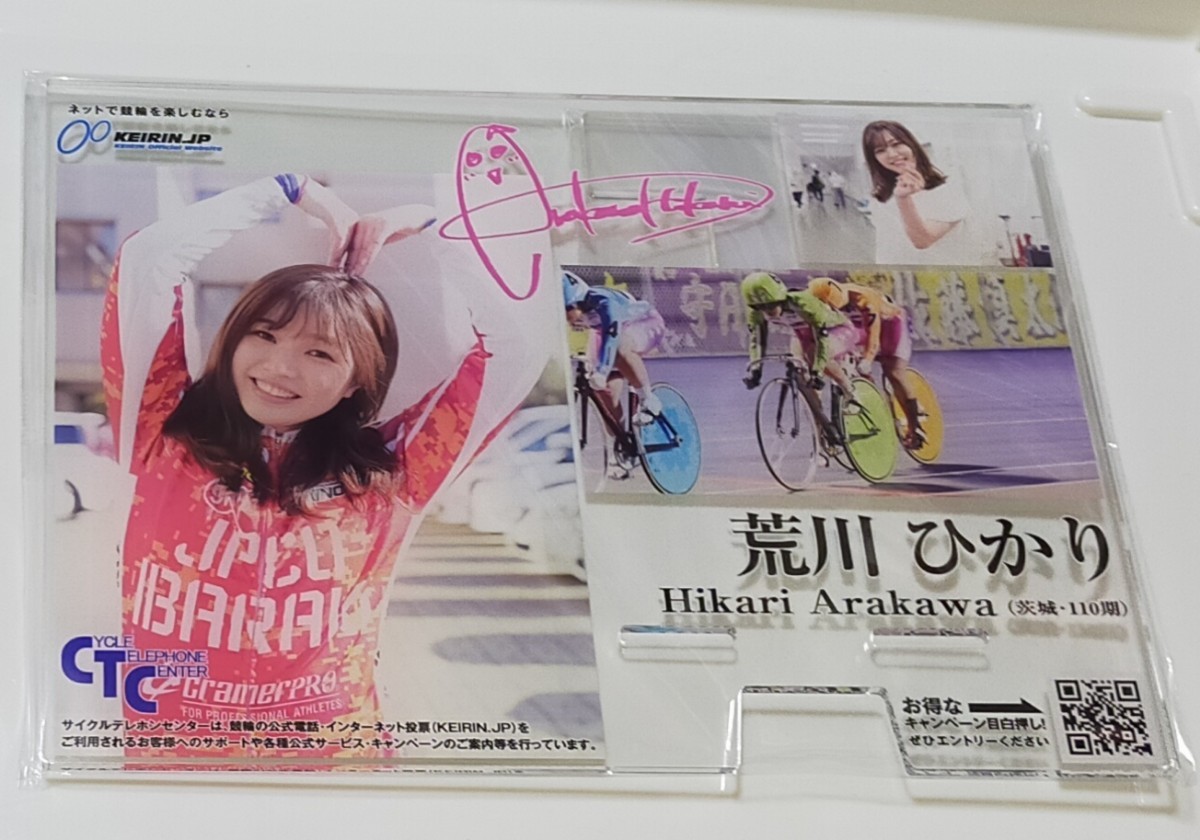 ネットで競輪を楽しむなら
KEIRIN.JP
KEIRIN Official Website
荒川 ひかり
Hikari Arakawa (茨城・110期)
JPCU
IBARAKI
CramerPRO
FOR PROFESSIONAL ATHLETES
CYCLE
TELEPHONE
CENTER
サイクルテレホンセンターは、競輪の公式電話・インターネット投票(KEIRIN.JP)を
ご利用されるお客様へのサポートや各種公式サービス・キャンペーンのご案内等を行っています。
お得な
キャンペーン目白押し!
ぜひエントリーください